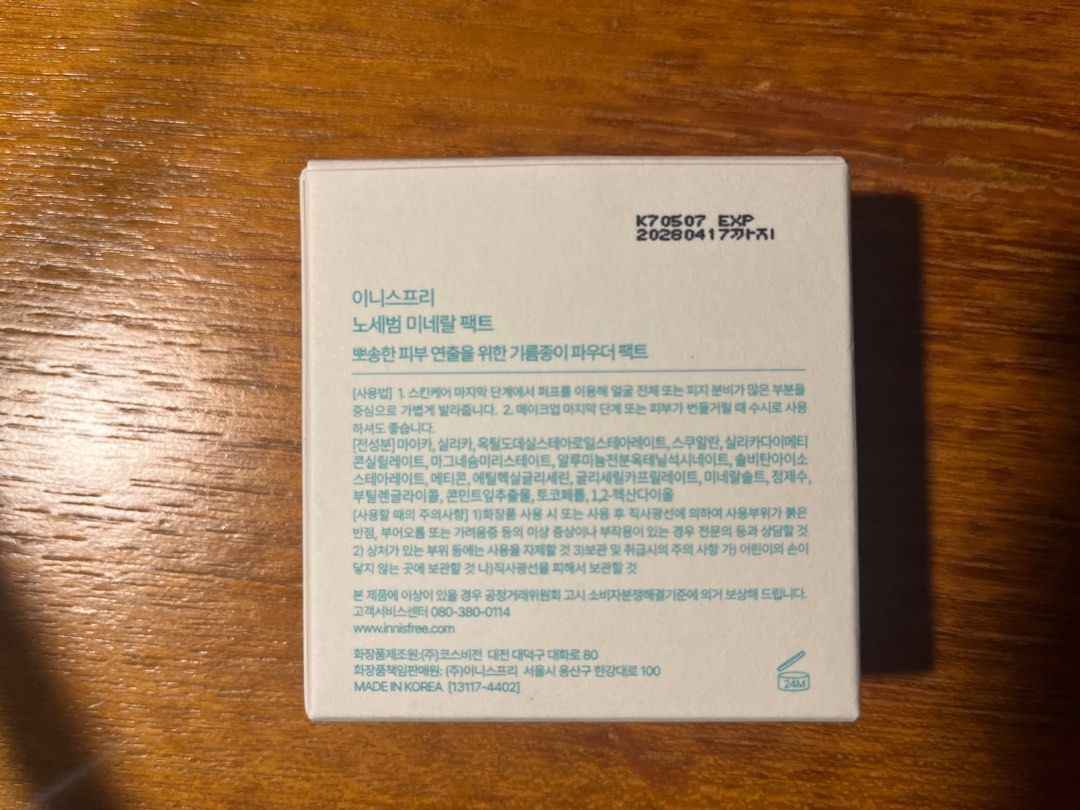 K70507 EXP
20280417까지
이니스프리
노세범 미네랄 팩트
뽀송한 피부 연출을 위한 기름종이 파우더 팩트
[사용법] 1. 스킨케어 마지막 단계에서 퍼프를 이용해 얼굴 전체 또는 피지 분비가 많은 부분을
중심으로 가볍게 발라줍니다. 2. 메이크업 마지막 단계 또는 피부가 번들거릴 때 수시로 사용
하셔도 좋습니다.
[전성분] 마이카, 실리카, 옥틸도데실스테아로일스테아레이트, 스쿠알란, 실리카다이메티
콘실릴레이트, 마그네슘미리스테이트, 알루미늄전분옥테닐석시네이트, 솔비탄아이소
스테아레이트, 메티콘, 에틸헥실글리세린, 글리세릴카프릴레이트, 미네랄솔트, 정제수,
부틸렌글라이콜, 콘민트잎추출물, 토코페롤, 1,2-헥산다이올
[사용할 때의 주의사항] 1)화장품 사용 시 또는 사용 후 직사광선에 의하여 사용부위가 붉은
반점, 부어오름 또는 가려움증 등의 이상 증상이나 부작용이 있는 경우 전문의 등과 상담할 것
2) 상처가 있는 부위 등에는 사용을 자제할 것 3)보관 및 취급시의 주의 사항 가) 어린이의 손이
닿지 않는 곳에 보관할 것 나)직사광선을 피해서 보관할 것
본 제품에 이상이 있을 경우 공정거래위원회 고시 소비자분쟁해결기준에 의거 보상해 드립니다.
고객서비스센터 080-380-0114
www.innisfree.com
화장품제조원:(주)코스비전 대전 대덕구 대화로 80
화장품책임판매원: (주)이니스프리 서울시 용산구 한강대로 100
MADE IN KOREA [13117-4402]
24M